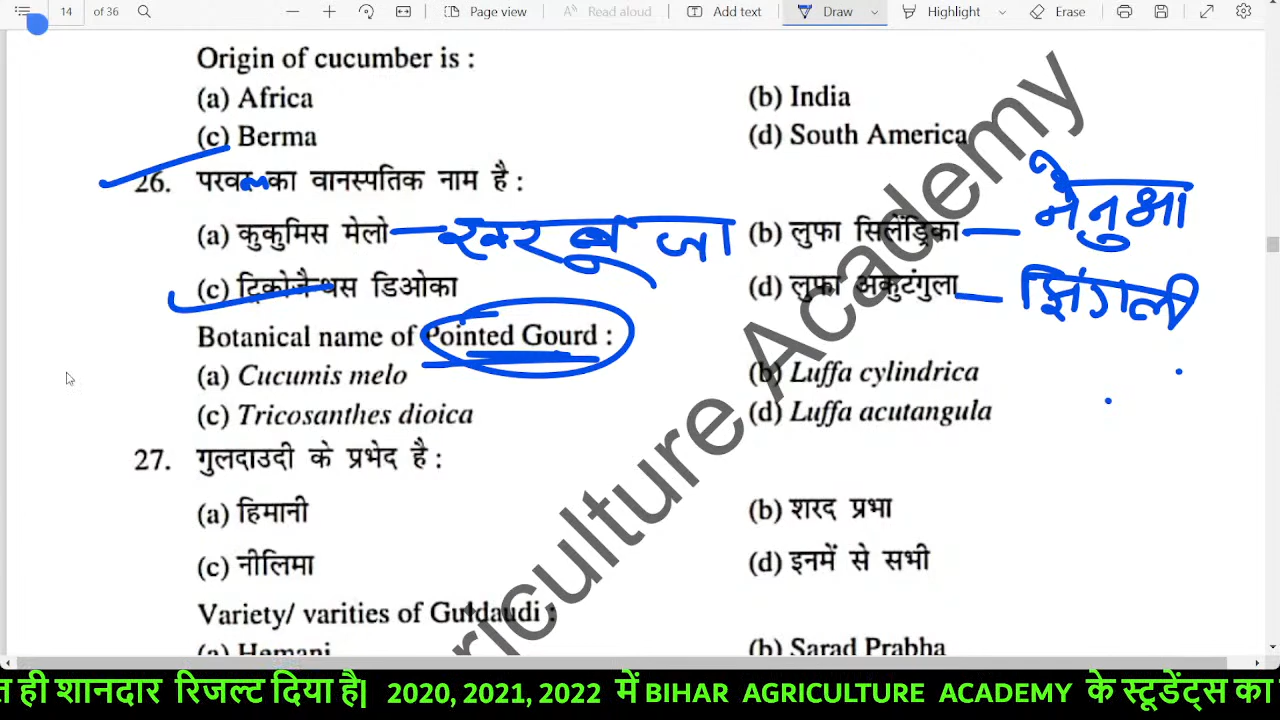 14 of 36 Page view Read aloud Add text Draw Highlight Erase
Origin of cucumber is :
(a) Africa (b) India
(c) Berma (d) South America
26. परवल का वानस्पतिक नाम है :
(a) कुकुमिस मेलो खरबुजा (b) लुफा सिलेंड्रिका नेनुआ
(c) ट्रिकोजैन्थस डिओका (d) लुफा अकुटंगुला झिंगली
Botanical name of Pointed Gourd :
(a) Cucumis melo (b) Luffa cylindrica
(c) Tricosanthes dioica (d) Luffa acutangula
27. गुलदाउदी के प्रभेद है :
(a) हिमानी (b) शरद प्रभा
(c) नीलिमा (d) इनमें से सभी
Variety/ varities of Guldaudi :
(a) Hemani (b) Sarad Prabha
riculture Academy
ही शानदार रिजल्ट दिया है| 2020, 2021, 2022 में BIHAR AGRICULTURE ACADEMY के स्टूडेंट्स का